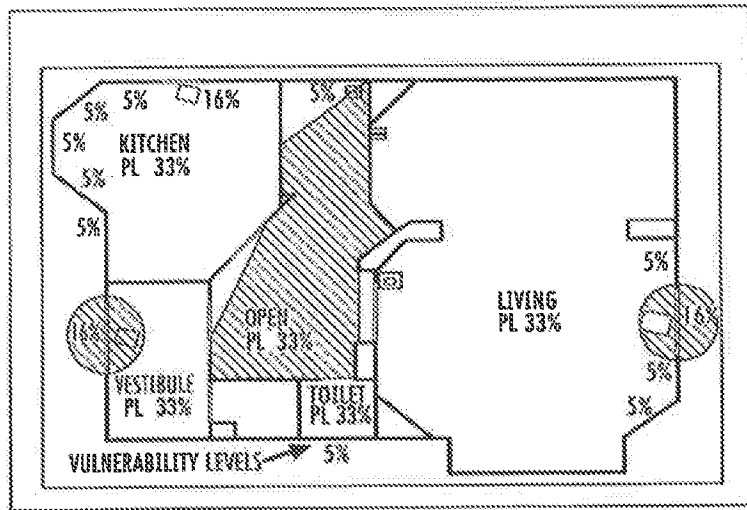 5%
5% 5% 16%
5%
KITCHEN
PL 33%
5%
5%
5%
16%
OPEN
PL 33%
LIVING
PL 33%
16%
5%
5%
VESTIBULE
PL 33%
TOILET
PL 33%
5%
VULNERABILITY LEVELS
5%